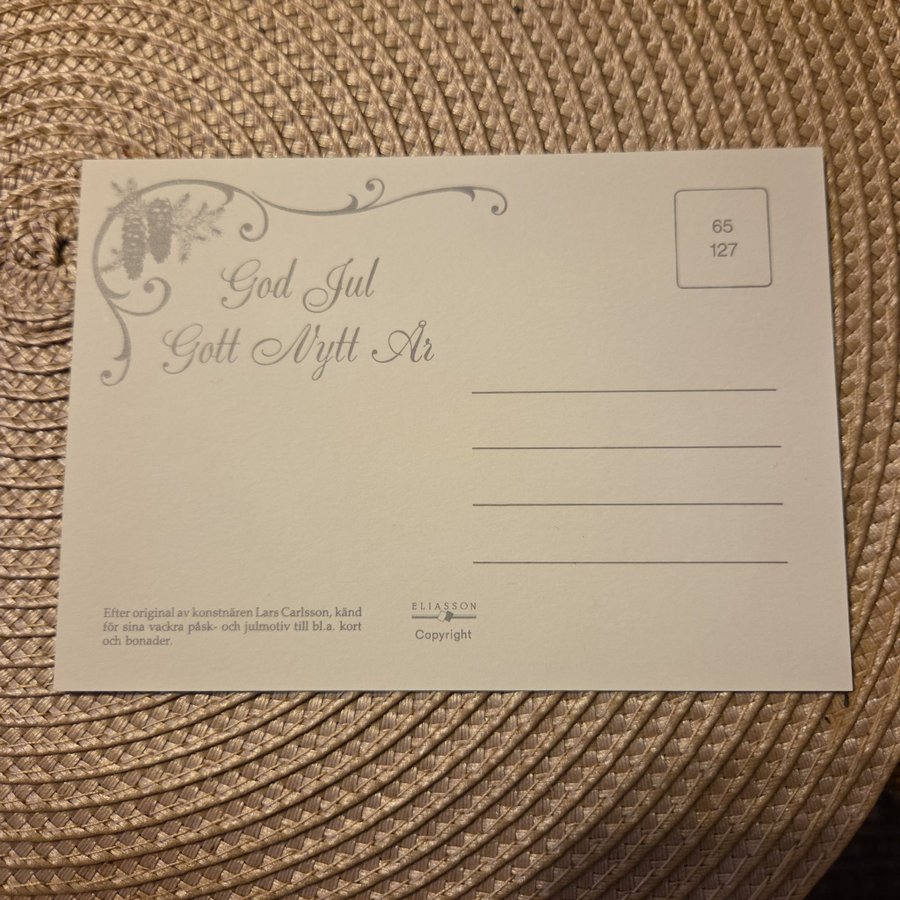 God Jul
Gott Nytt År
65
127
Efter original av konstnären Lars Carlsson, känd
för sina vackra påsk- och julmotiv till bl.a. kort
och bonader.
ELIASSON
Copyright